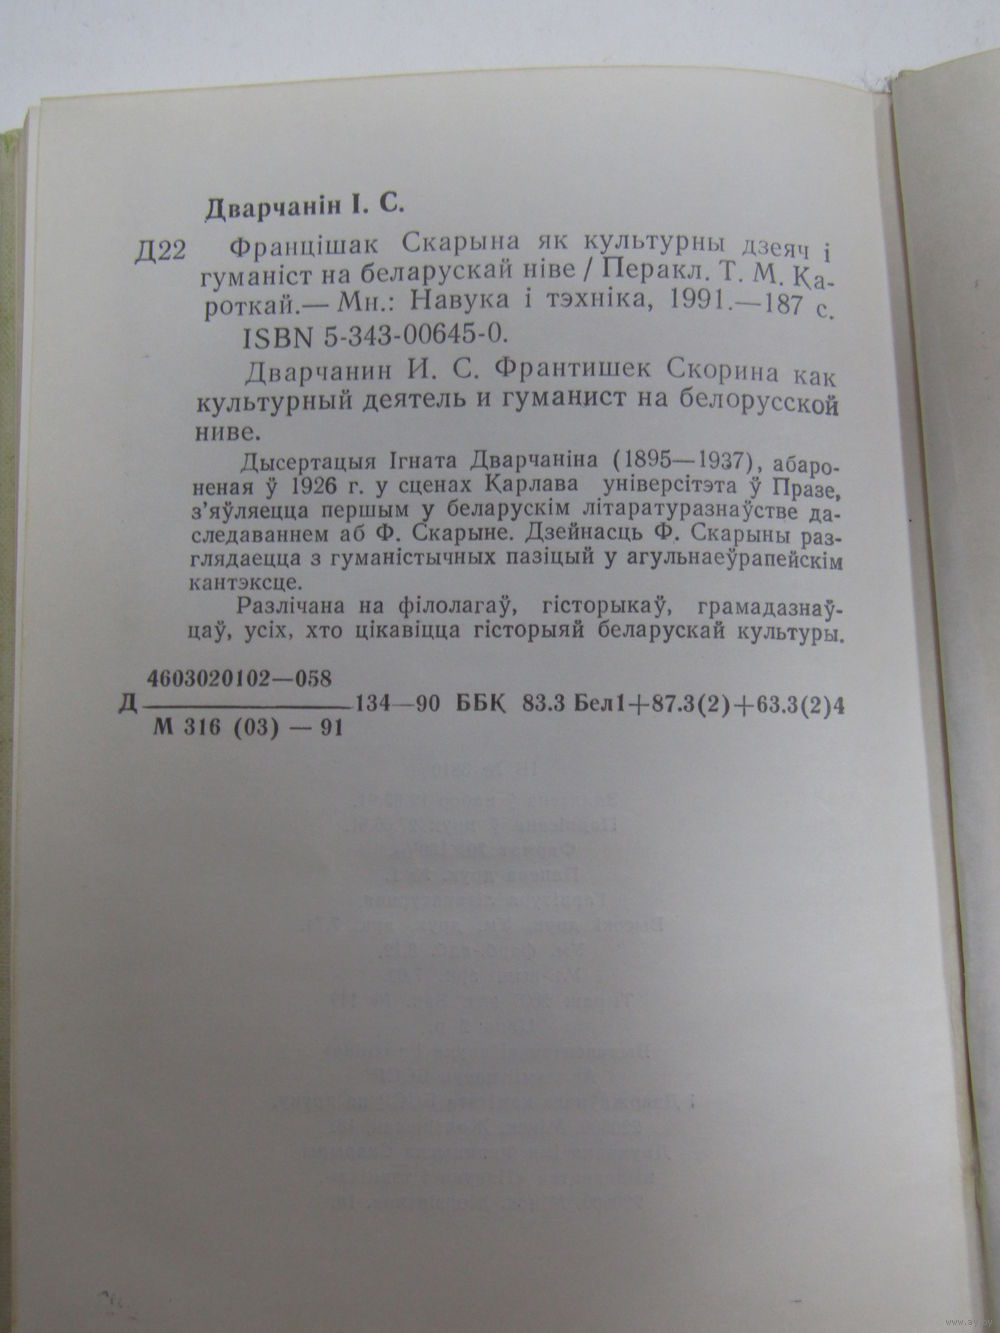 Дварчанін І. С.
Д22 Францішак Скарына як культурны дзеяч і
гуманіст на беларускай ніве / Перакл. Т. М. Ка-
роткай.— Мн.: Навука і тэхніка, 1991.—187 с.
ISBN 5-343-00645-0.
Дварчанин И. С. Франтишек Скорина как
культурный деятель и гуманист на белорусской
ниве.
Дысертацыя Ігната Дварчаніна (1895—1937), абаро-
неная ў 1926 г. у сценах Карлава універсітэта ў Празе,
з’яўляецца першым у беларускім літаратуразнаўстве да-
следаваннем аб Ф. Скарыне. Дзейнасць Ф. Скарыны раз-
глядаецца з гуманістычных пазіцый у агульнаеўрапейскім
кантэксце.
Разлічана на філолагаў, гісторыкаў, грамадазнаў-
цаў, усіх, хто цікавіцца гісторыяй беларускай культуры.
4603020102—058
Д 134—90 ББК 83.3 Бел1+87.3(2)+63.3(2)4
М 316 (03) — 91
www.ay.by